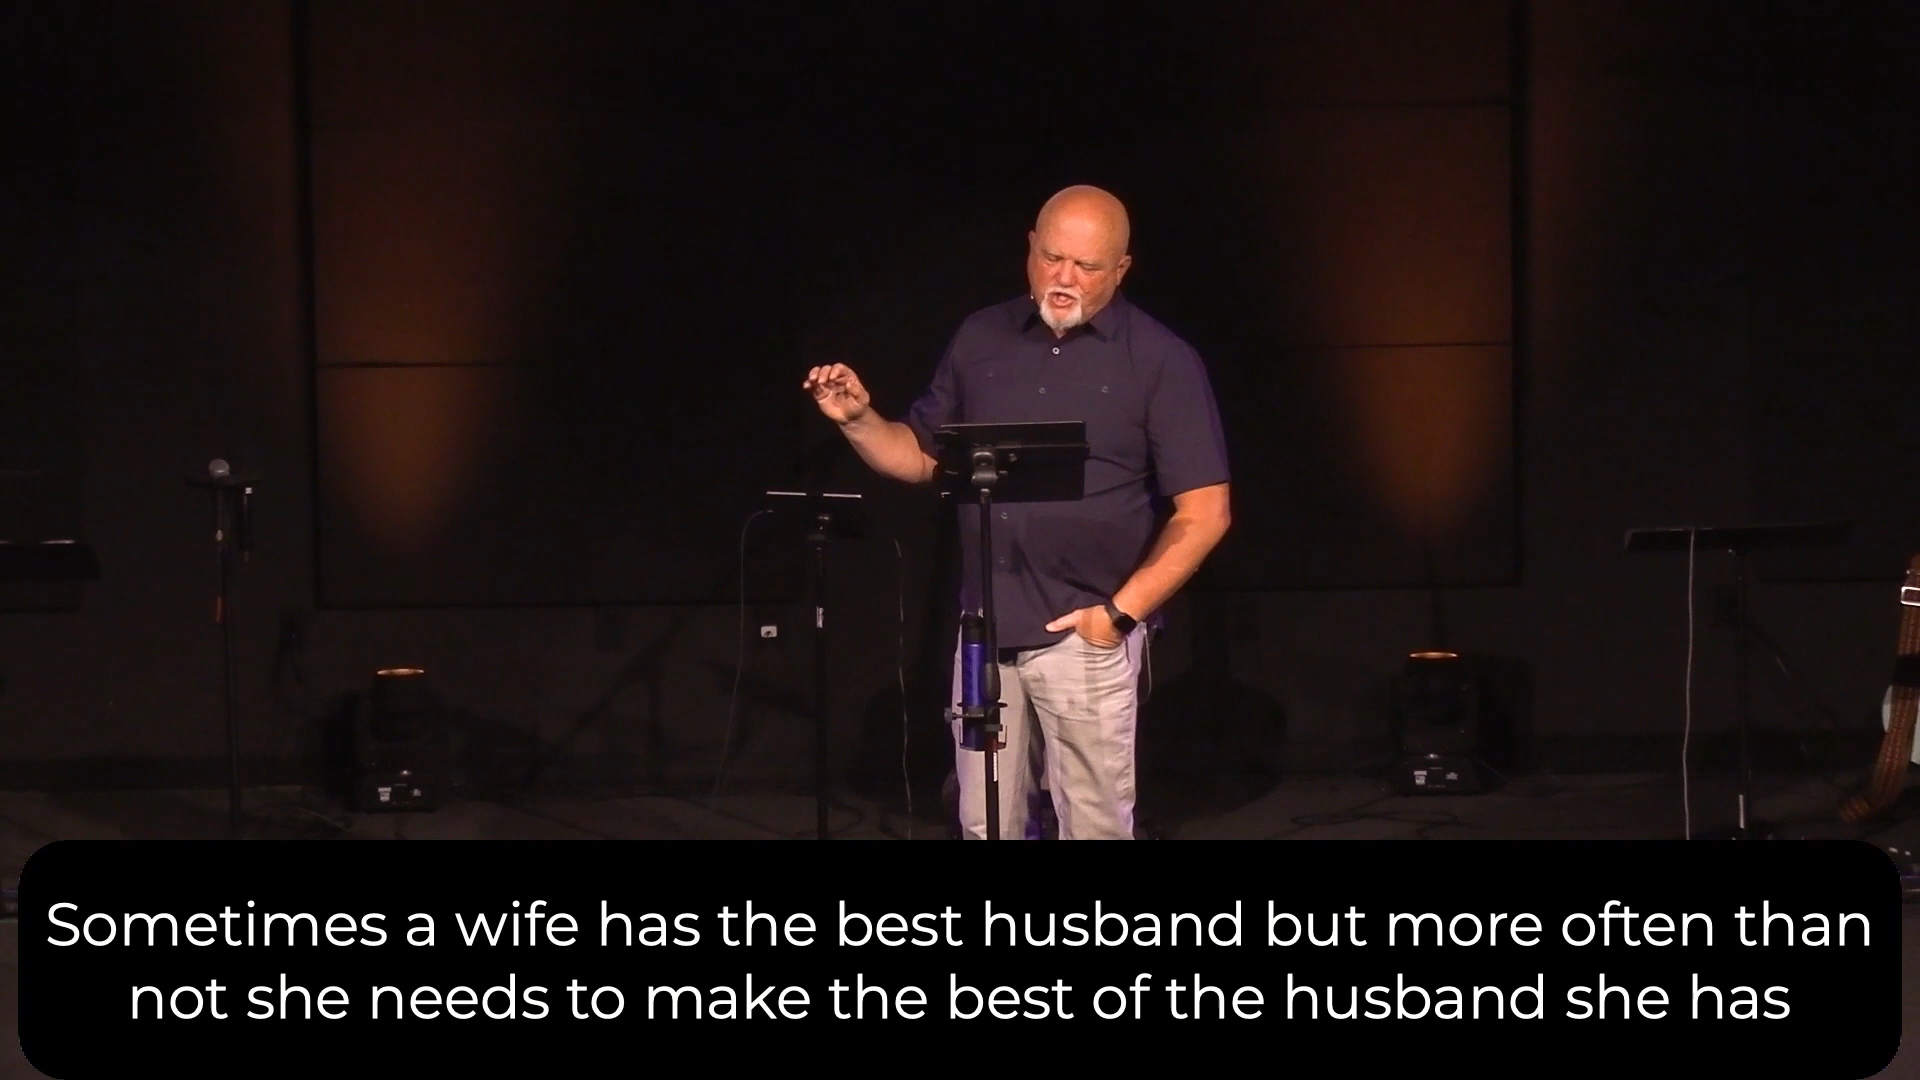 Sometimes a wife has the best husband but more often than
not she needs to make the best of the husband she has